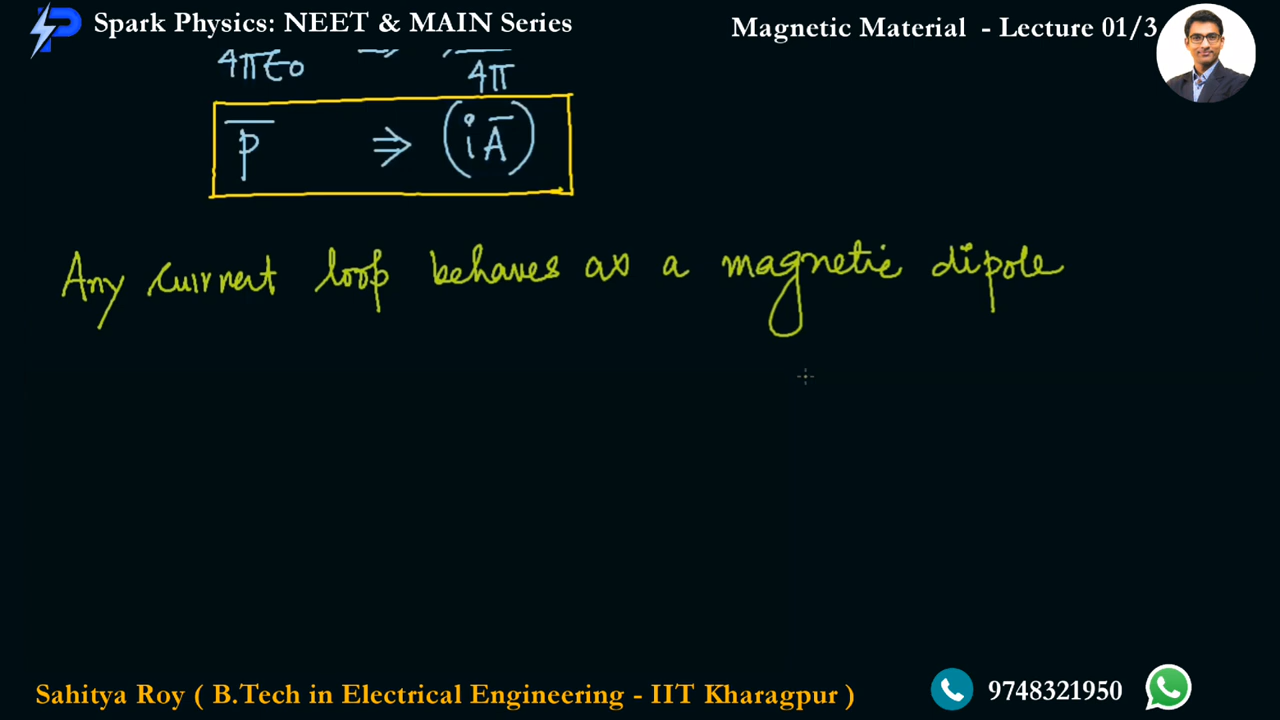 Spark Physics: NEET & MAIN Series
Magnetic Material - Lecture 01/3
4πε0 ⇒ 4π
p̅ ⇒ (iA̅)
Any current loop behaves as a magnetic dipole
Sahitya Roy ( B.Tech in Electrical Engineering - IIT Kharagpur )
9748321950